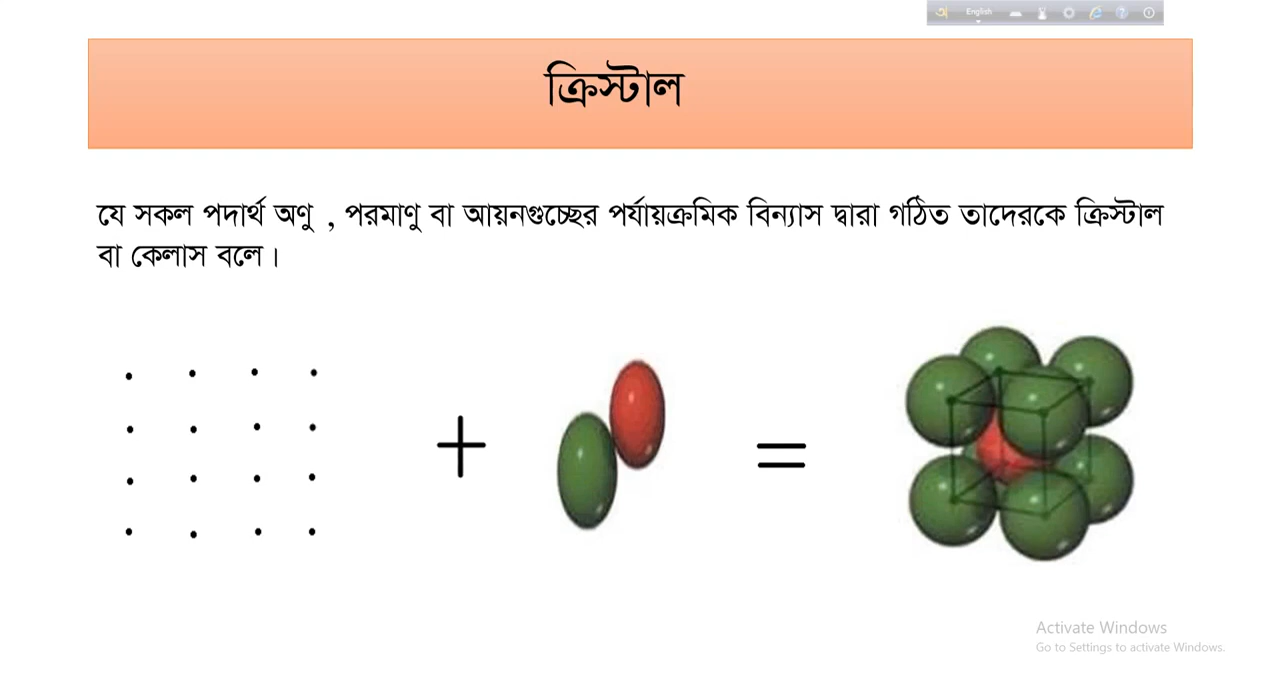 English
ক্রিস্টাল
যে সকল পদার্থ অণু , পরমাণু বা আয়নগুচ্ছের পর্যায়ক্রমিক বিন্যাস দ্বারা গঠিত তাদেরকে ক্রিস্টাল
বা কেলাস বলে।
+ =
Activate Windows
Go to Settings to activate Windows.